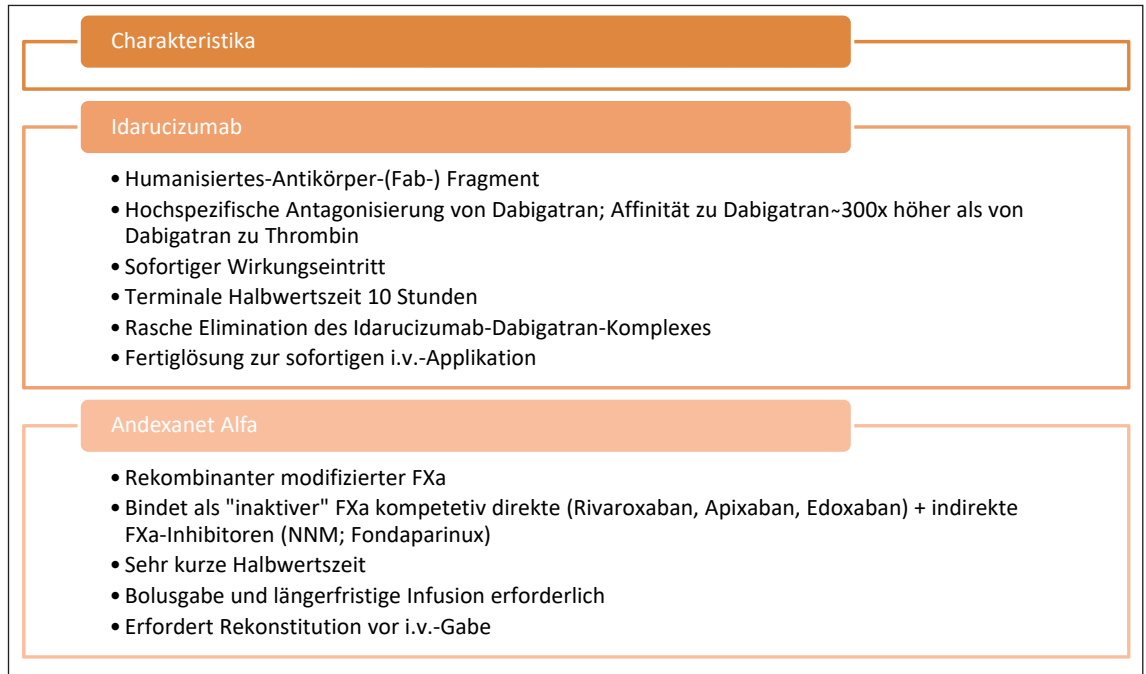 Charakteristika
Idarucizumab
• Humanisiertes-Antikörper-(Fab-) Fragment
• Hochspezifische Antagonisierung von Dabigatran; Affinität zu Dabigatran~300x höher als von
Dabigatran zu Thrombin
• Sofortiger Wirkungseintritt
• Terminale Halbwertszeit 10 Stunden
• Rasche Elimination des Idarucizumab-Dabigatran-Komplexes
• Fertiglösung zur sofortigen i.v.-Applikation
Andexanet Alfa
• Rekombinanter modifizierter FXa
• Bindet als "inaktiver" FXa kompetetiv direkte (Rivaroxaban, Apixaban, Edoxaban) + indirekte
FXa-Inhibitoren (NNM; Fondaparinux)
• Sehr kurze Halbwertszeit
• Bolusgabe und längerfristige Infusion erforderlich
• Erfordert Rekonstitution vor i.v.-Gabe